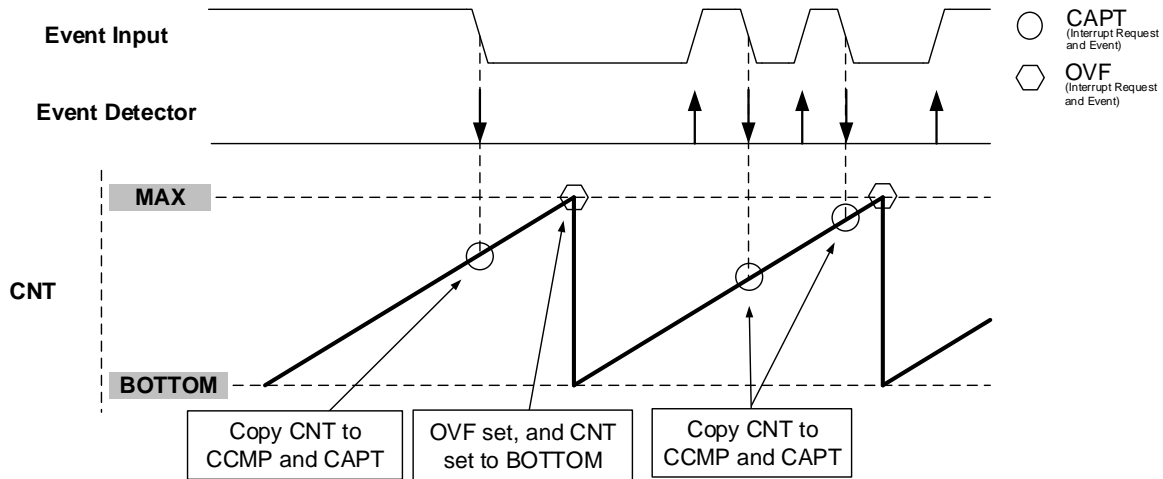 Event Input
CAPT
(Interrupt Request
and Event)
OVF
(Interrupt Request
and Event)
Event Detector
MAX
CNT
BOTTOM
Copy CNT to
CCMP and CAPT
OVF set, and CNT
set to BOTTOM
Copy CNT to
CCMP and CAPT